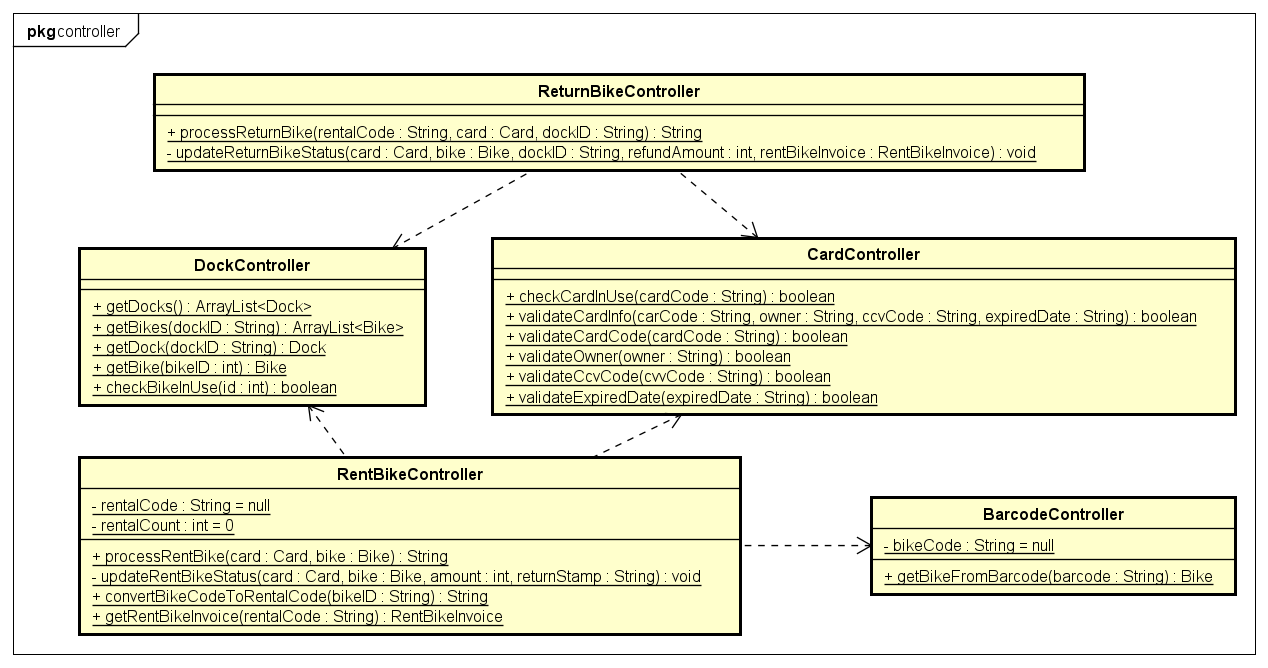 pkg controller
ReturnBikeController
+ processReturnBike(rentalCode : String, card : Card, dockID : String) : String
- updateReturnBikeStatus(card : Card, bike : Bike, dockID : String, refundAmount : int, rentBikeInvoice : RentBikeInvoice) : void
DockController
+ getDocks() : ArrayList<Dock>
+ getBikes(dockID : String) : ArrayList<Bike>
+ getDock(dockID : String) : Dock
+ getBike(bikeID : int) : Bike
+ checkBikeInUse(id : int) : boolean
CardController
+ checkCardInUse(cardCode : String) : boolean
+ validateCardInfo(carCode : String, owner : String, ccvCode : String, expiredDate : String) : boolean
+ validateCardCode(cardCode : String) : boolean
+ validateOwner(owner : String) : boolean
+ validateCcvCode(cvvCode : String) : boolean
+ validateExpiredDate(expiredDate : String) : boolean
RentBikeController
- rentalCode : String = null
- rentalCount : int = 0
+ processRentBike(card : Card, bike : Bike) : String
- updateRentBikeStatus(card : Card, bike : Bike, amount : int, returnStamp : String) : void
+ convertBikeCodeToRentalCode(bikeID : String) : String
+ getRentBikeInvoice(rentalCode : String) : RentBikeInvoice
BarcodeController
- bikeCode : String = null
+ getBikeFromBarcode(barcode : String) : Bike